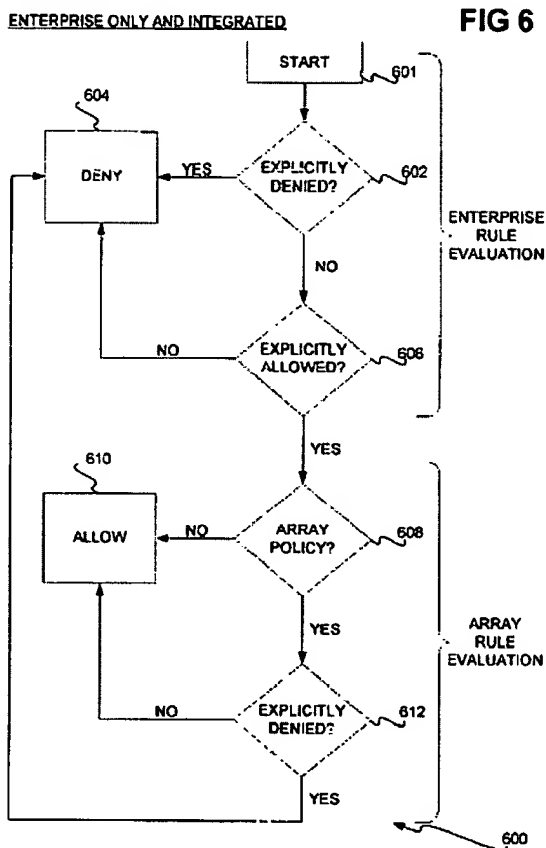 ENTERPRISE ONLY AND INTEGRATED
FIG 6
START
601
604
DENY
YES
EXPLICITLY
DENIED?
602
NO
ENTERPRISE
RULE
EVALUATION
NO
EXPLICITLY
ALLOWED?
606
YES
610
ALLOW
NO
ARRAY
POLICY?
608
YES
ARRAY
RULE
EVALUATION
NO
EXPLICITLY
DENIED?
612
YES
600